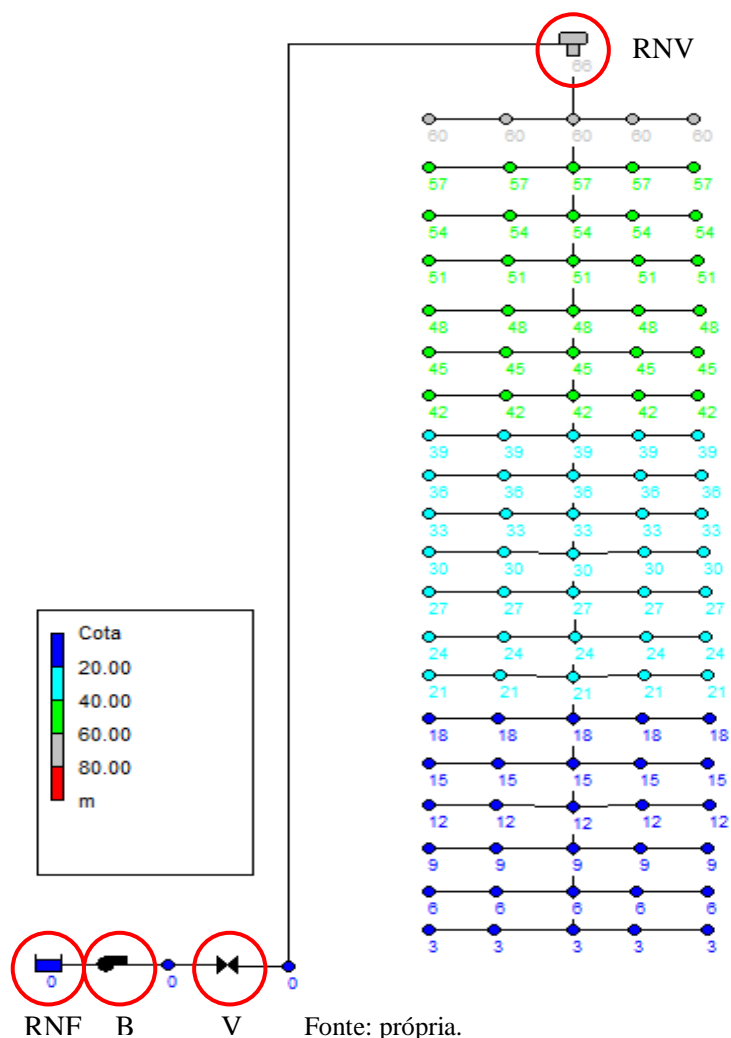 RNV
66
60 60 60 60 60
57 57 57 57 57
54 54 54 54 54
51 51 51 51 51
48 48 48 48 48
45 45 45 45 45
42 42 42 42 42
39 39 39 39 39
36 36 36 36 36
33 33 33 33 33
30 30 30 30 30
27 27 27 27 27
24 24 24 24 24
21 21 21 21 21
18 18 18 18 18
15 15 15 15 15
12 12 12 12 12
9 9 9 9 9
6 6 6 6 6
3 3 3 3 3
Cota
20.00
40.00
60.00
80.00
m
0 0 0
RNF B V Fonte: própria.